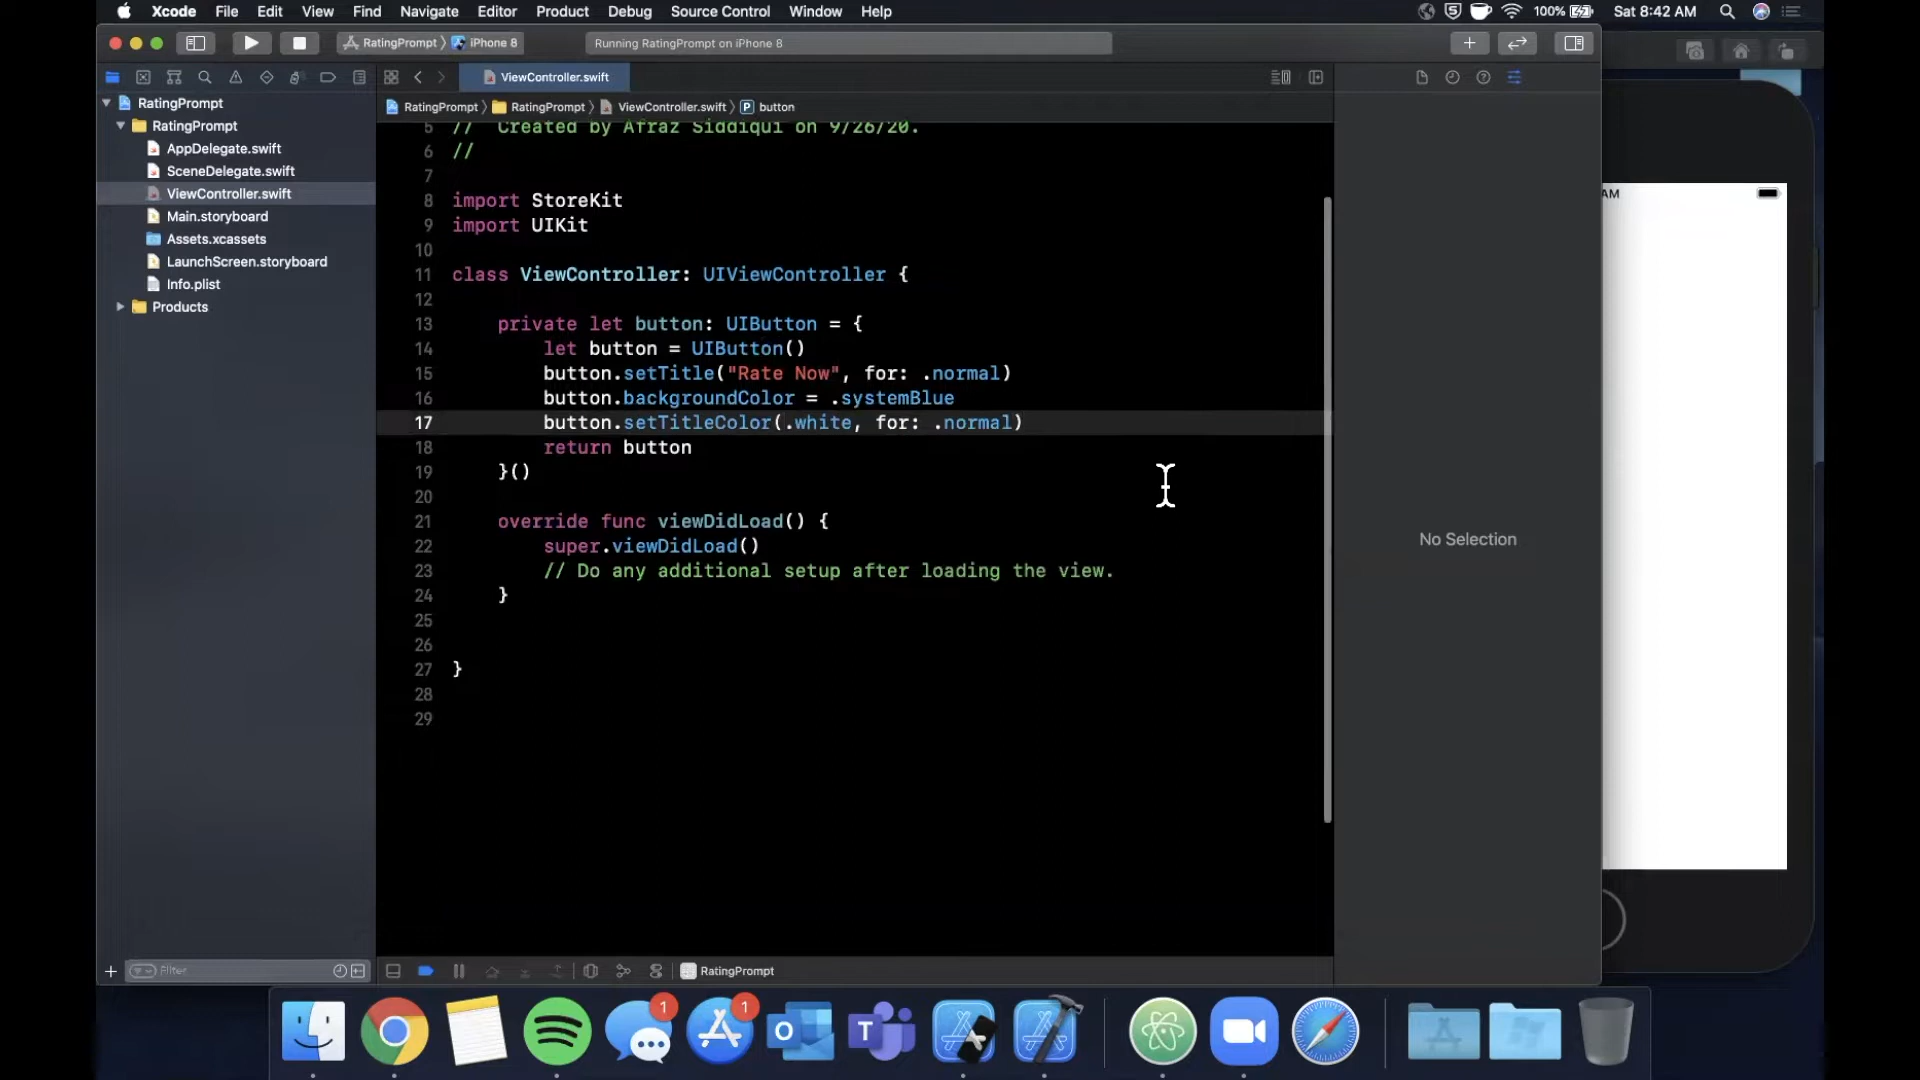 Xcode File Edit View Find Navigate Editor Product Debug Source Control Window Help 100% Sat 8:42 AM
RatingPrompt iPhone 8 Running RatingPrompt on iPhone 8
ViewController.swift
RatingPrompt RatingPrompt ViewController.swift P button
RatingPrompt
RatingPrompt
AppDelegate.swift
SceneDelegate.swift
ViewController.swift
Main.storyboard
Assets.xcassets
LaunchScreen.storyboard
Info.plist
Products
5 // Created by Afraz Siddiqui on 9/26/20.
6 //
7
8 import StoreKit
9 import UIKit
10
11 class ViewController: UIViewController {
12
13 private let button: UIButton = {
14 let button = UIButton()
15 button.setTitle("Rate Now", for: .normal)
16 button.backgroundColor = .systemBlue
17 button.setTitleColor(.white, for: .normal)
18 return button
19 }()
20
21 override func viewDidLoad() {
22 super.viewDidLoad()
23 // Do any additional setup after loading the view.
24 }
25
26
27 }
28
29
No Selection
AM
Filter
RatingPrompt
1
1